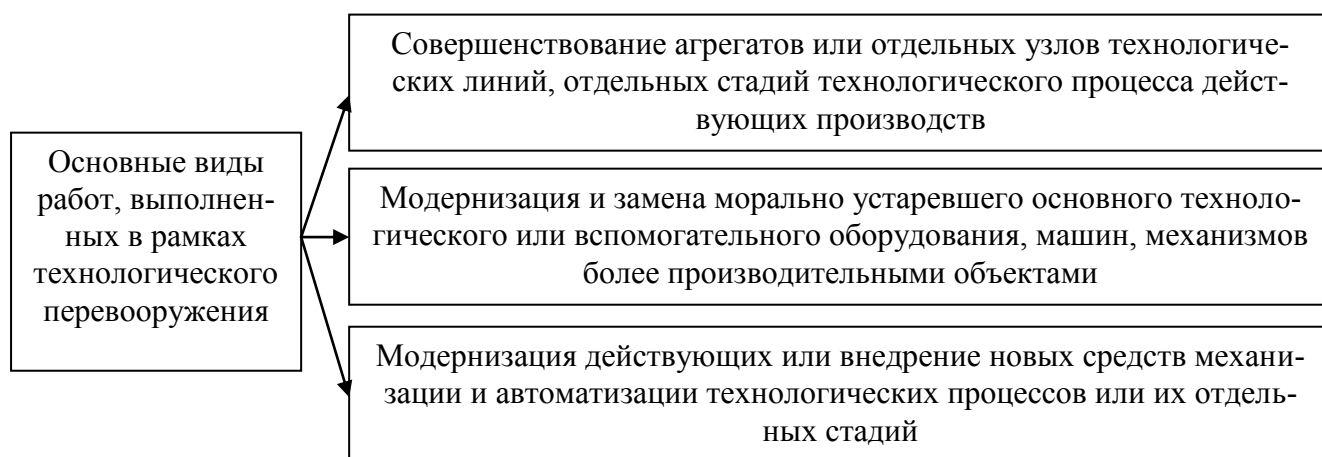 Основные виды
работ, выполнен-
ных в рамках
технологического
перевооружения
Совершенствование агрегатов или отдельных узлов технологиче-
ских линий, отдельных стадий технологического процесса дейст-
вующих производств
Модернизация и замена морально устаревшего основного техноло-
гического или вспомогательного оборудования, машин, механизмов
более производительными объектами
Модернизация действующих или внедрение новых средств механи-
зации и автоматизации технологических процессов или их отдель-
ных стадий